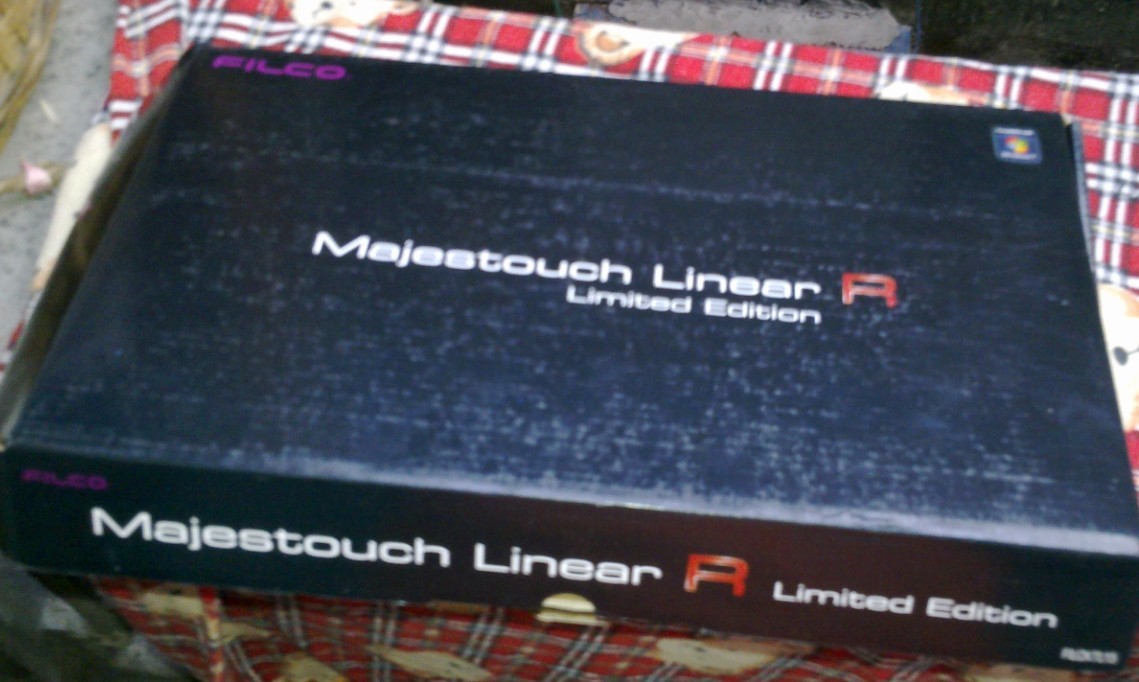 FILCO
Majestouch Linear R
Limited Edition
FILCO
Majestouch Linear R Limited Edition